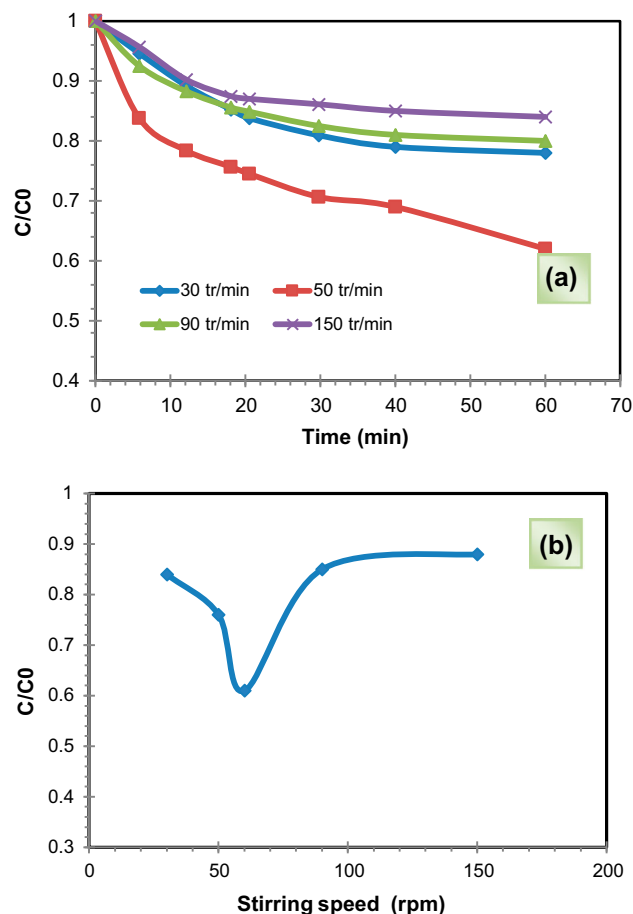 1
0.9
0.8
0.7
0.6
0.5
0.4
C/C0
30 tr/min 50 tr/min
90 tr/min 150 tr/min
(a)
0 10 20 30 40 50 60 70
Time (min)
1
0.9
0.8
0.7
0.6
0.5
0.4
0.3
C/C0
(b)
0 50 100 150 200
Stirring speed (rpm)